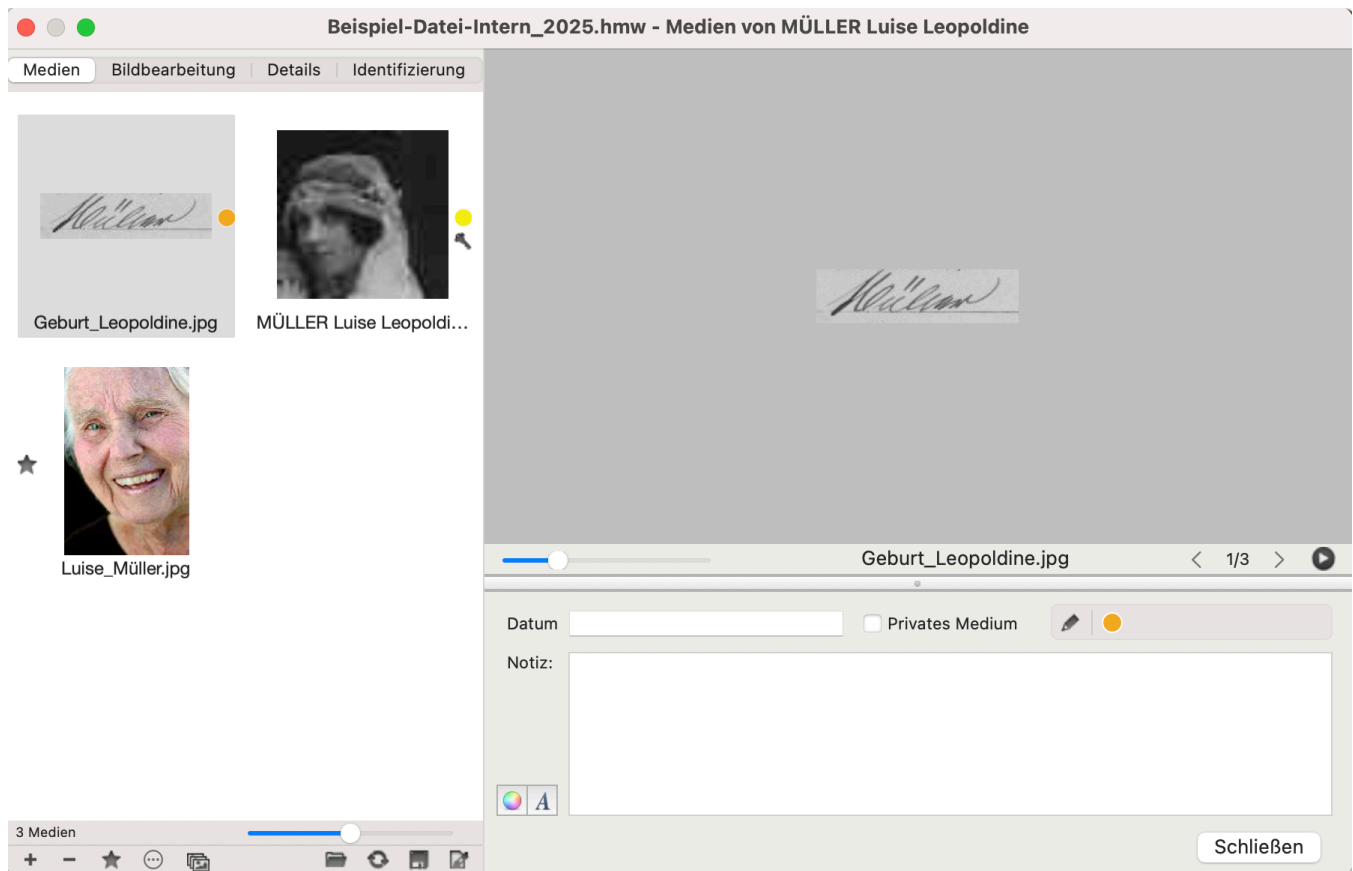 Beispiel-Datei-Intern_2025.hmw - Medien von MÜLLER Luise Leopoldine
Medien Bildbearbeitung Details Identifizierung
Müller
Geburt_Leopoldine.jpg
MÜLLER Luise Leopoldi...
Luise_Müller.jpg
3 Medien
Müller
Geburt_Leopoldine.jpg
1/3
Datum
Privates Medium
Notiz:
A
Schließen